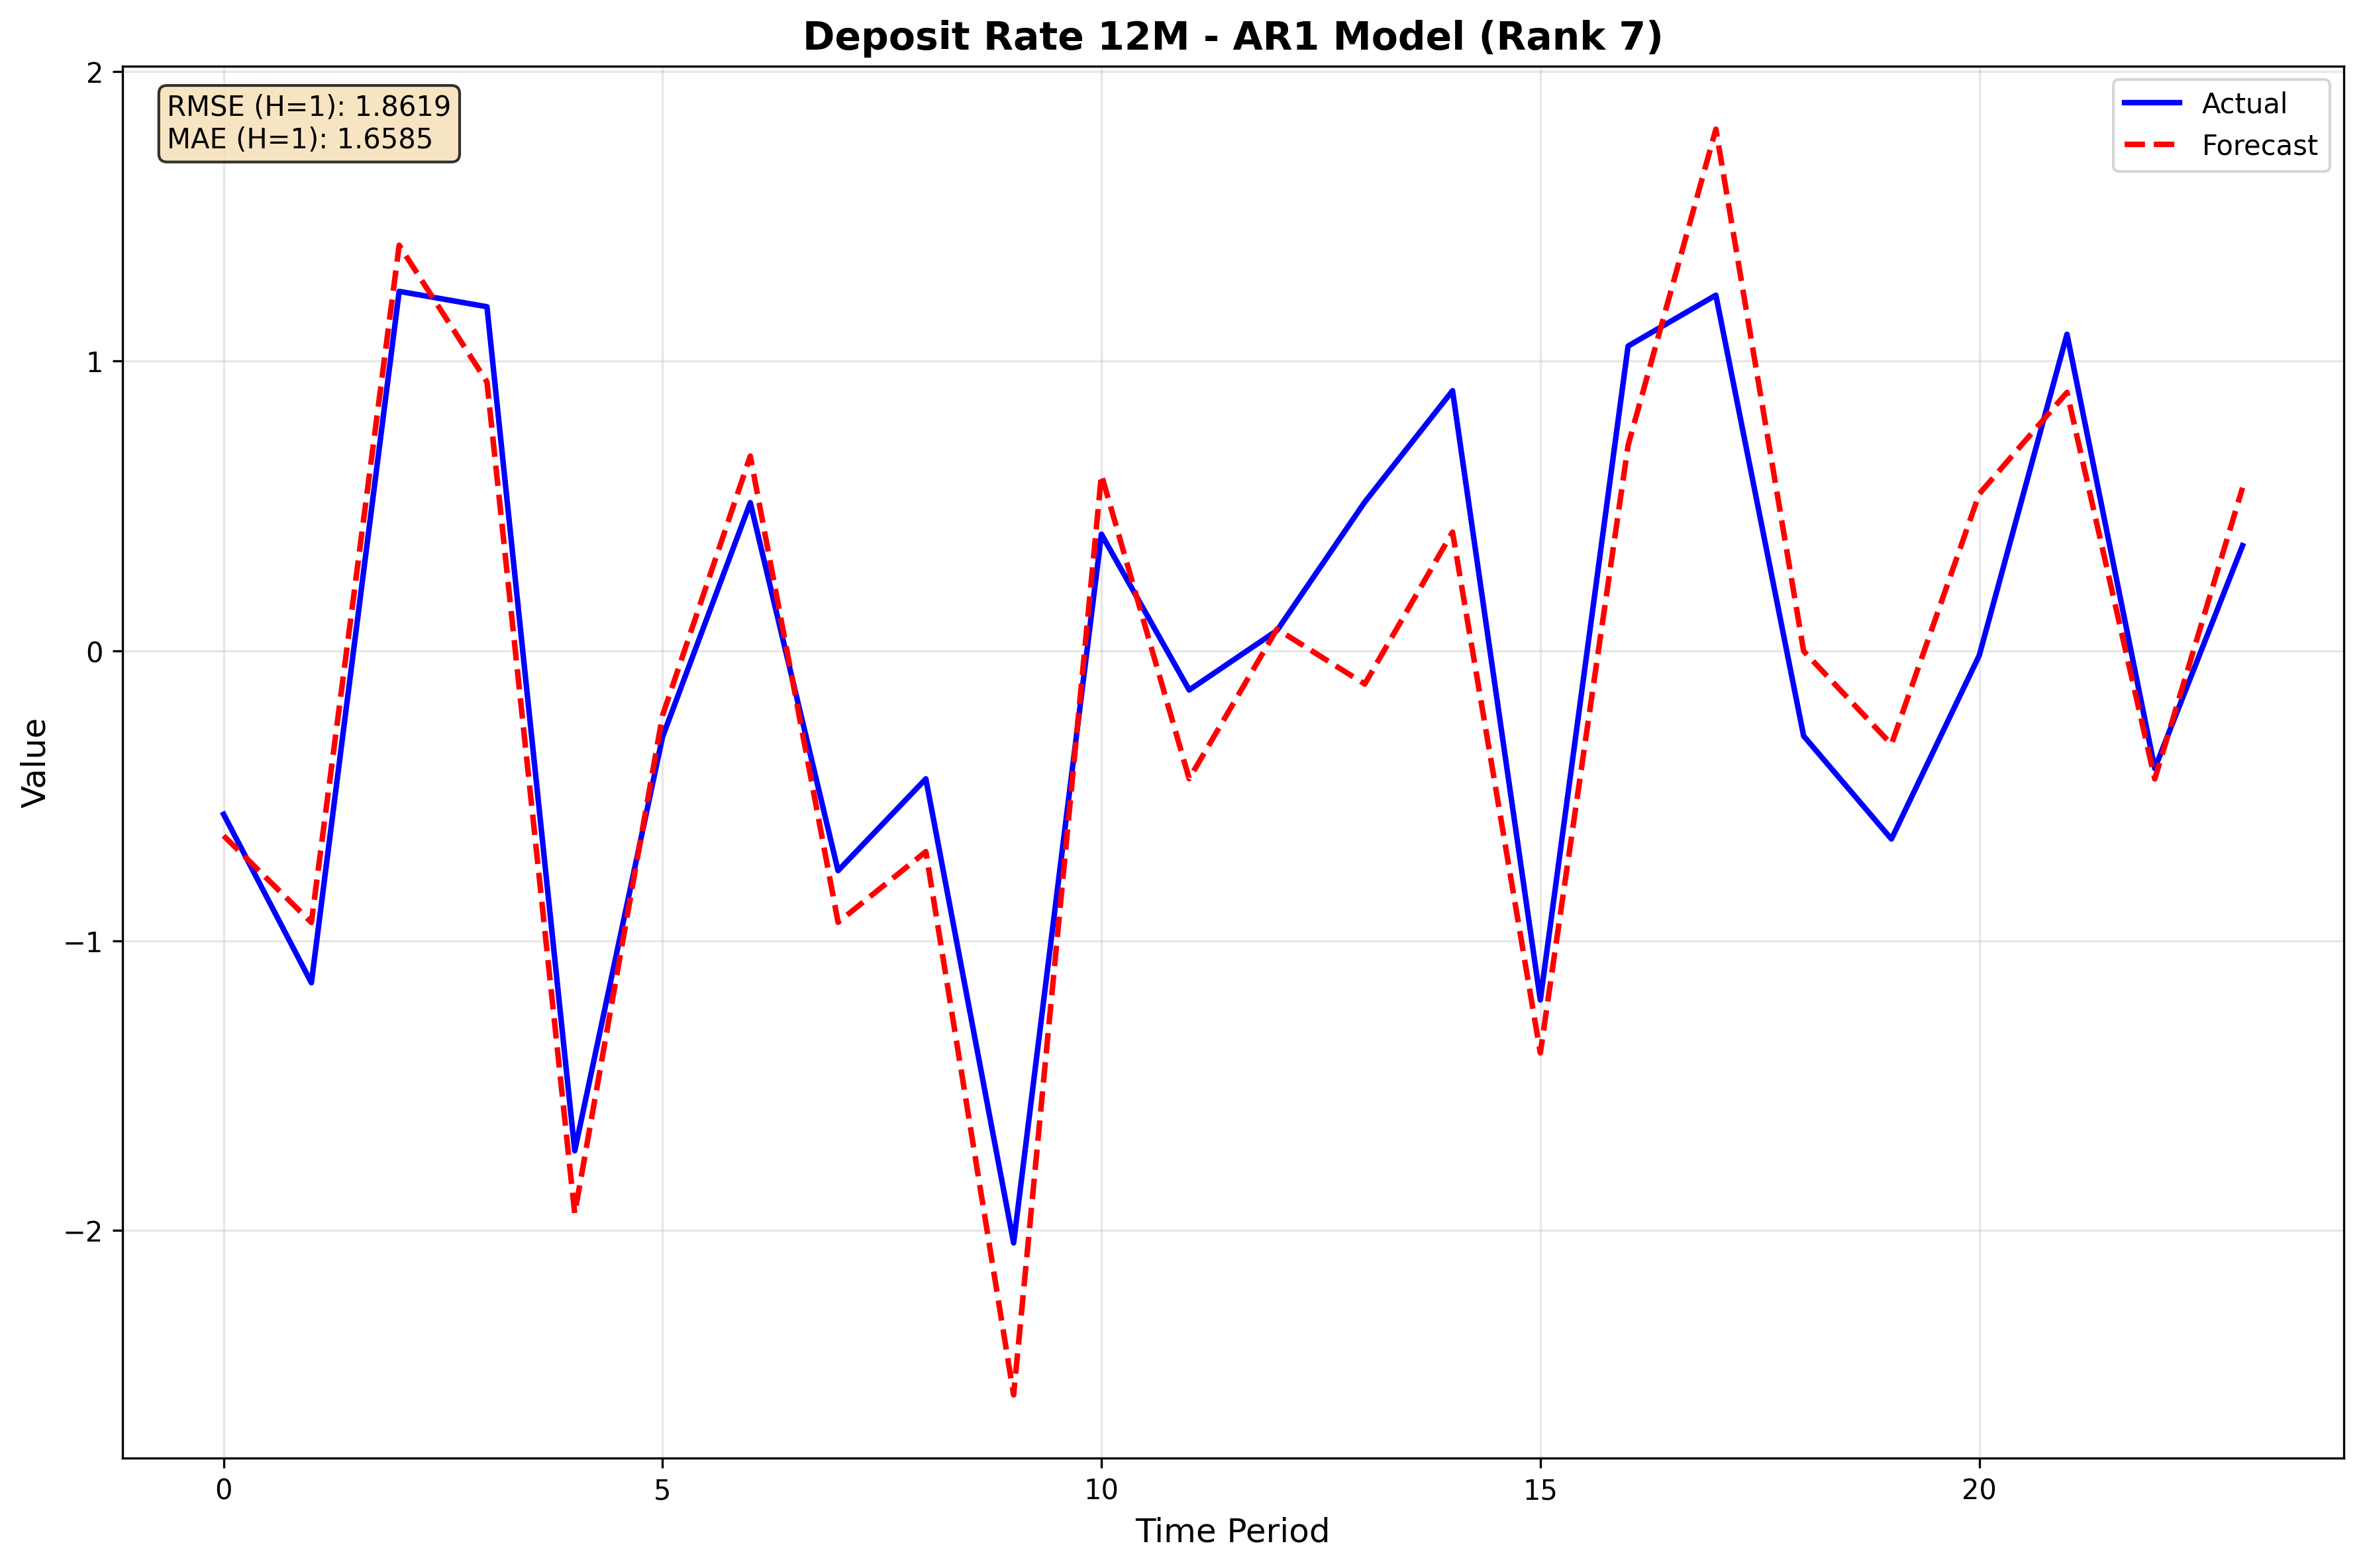 Deposit Rate 12M - AR1 Model (Rank 7)
RMSE (H=1): 1.8619
MAE (H=1): 1.6585
Actual
Forecast
2
1
0
−1
−2
Value
0
5
10
15
20
Time Period